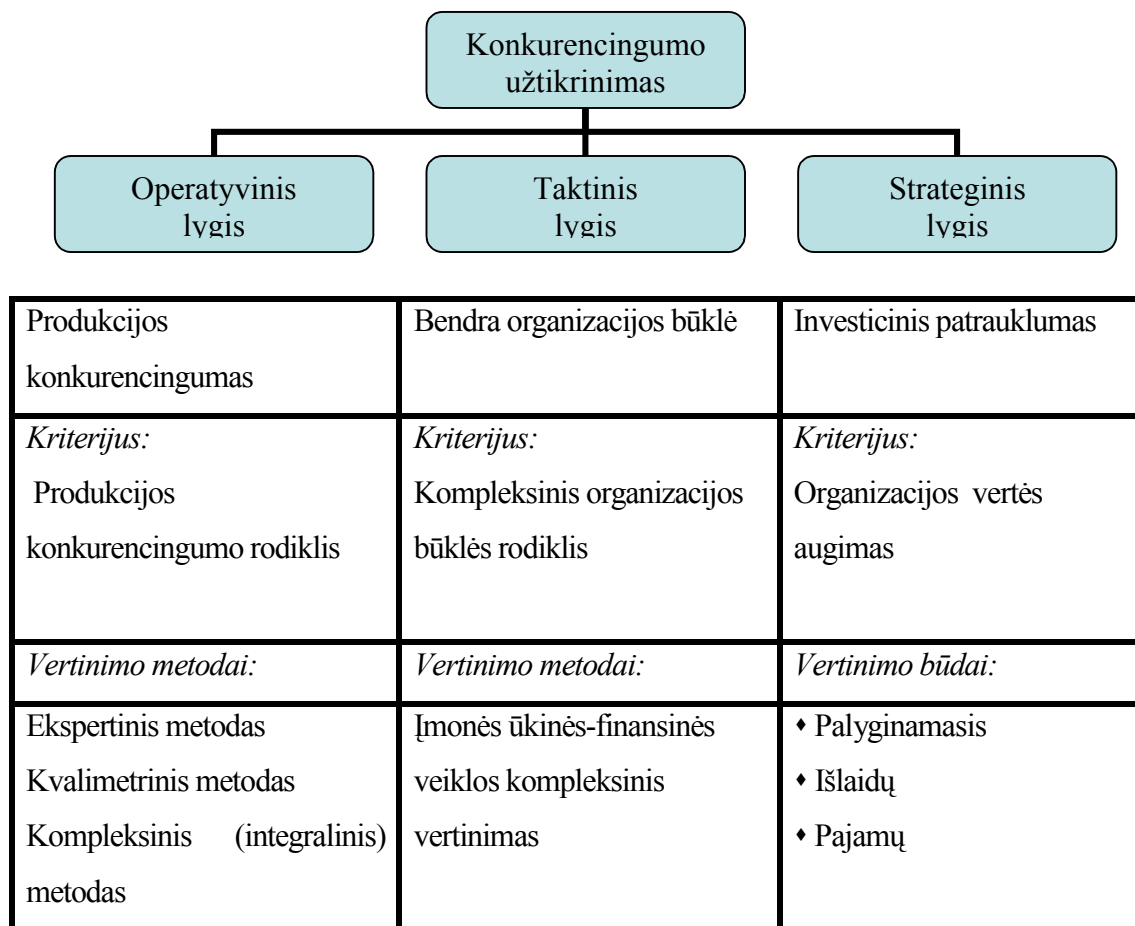 Konkurencingumo
užtikrinimas
Operatyvinis
lygis
Taktinis
lygis
Strateginis
lygis
Produkcijos
konkurencingumas
Bendra organizacijos būklė
Investicinis patrauklumas
Kriterijus:
Produkcijos
konkurencingumo rodiklis
Kriterijus:
Kompleksinis organizacijos
būklės rodiklis
Kriterijus:
Organizacijos vertės
augimas
Vertinimo metodai:
Vertinimo metodai:
Vertinimo būdai:
Ekspertinis metodas
Kvalimetrinis metodas
Kompleksinis (integralinis)
metodas
Įmonės ūkinės-finansinės
veiklos kompleksinis
vertinimas
♦ Palyginamasis
♦ Išlaidų
♦ Pajamų